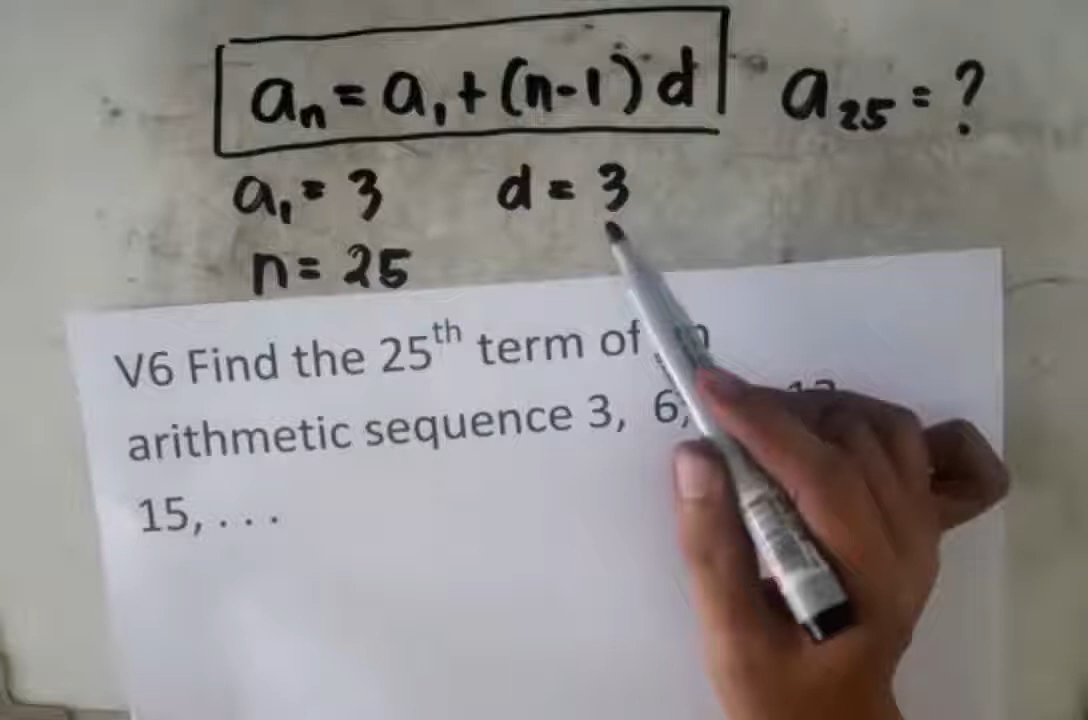 aₙ = a₁ + (n-1) d a₂₅ = ?
a₁ = 3 d = 3
n = 25
V6 Find the 25th term of
arithmetic sequence 3, 6,
15, . . .